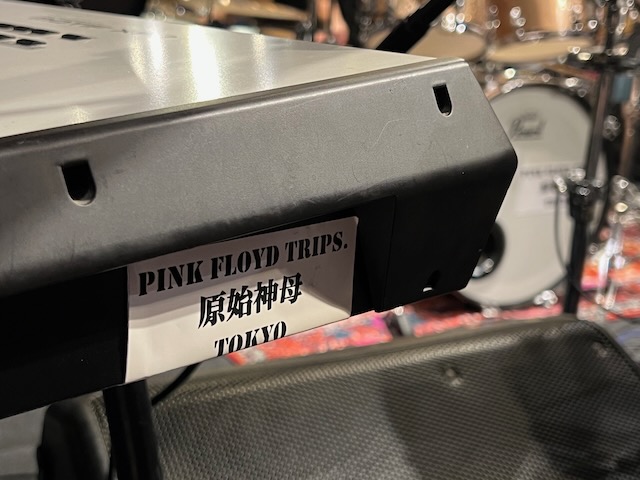 PINK FLOYD TRIPS.
原始神母
TOKYO